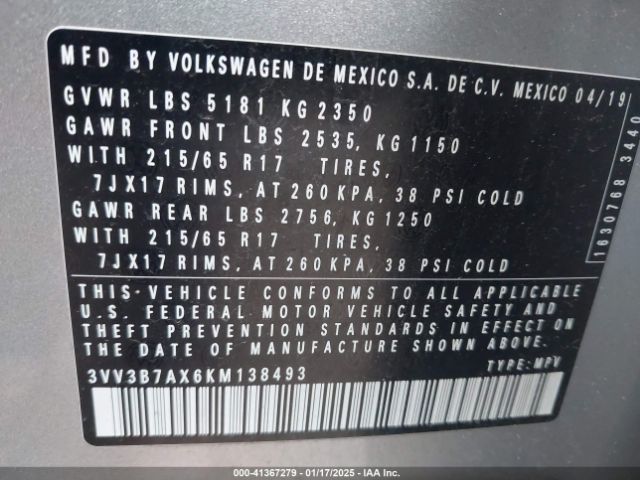 MFD BY VOLKSWAGEN DE MEXICO S.A. DE C.V. MEXICO 04/19
GVWR LBS 5181 KG 2350
GAWR FRONT LBS 2535, KG 1150
WITH 215/65 R17 TIRES,
7JX17 RIMS, AT 260 KPA, 38 PSI COLD
GAWR REAR LBS 2756, KG 1250
WITH 215/65 R17 TIRES,
7JX17 RIMS, AT 260 KPA, 38 PSI COLD
1630768 3440
THIS VEHICLE CONFORMS TO ALL APPLICABLE
U.S. FEDERAL MOTOR VEHICLE SAFETY AND
THEFT PREVENTION STANDARDS IN EFFECT ON
THE DATE OF MANUFACTURE SHOWN ABOVE.
3VV3B7AX6KM138493 TYPE: MPV
000-41367279 - 01/17/2025 - IAA Inc.